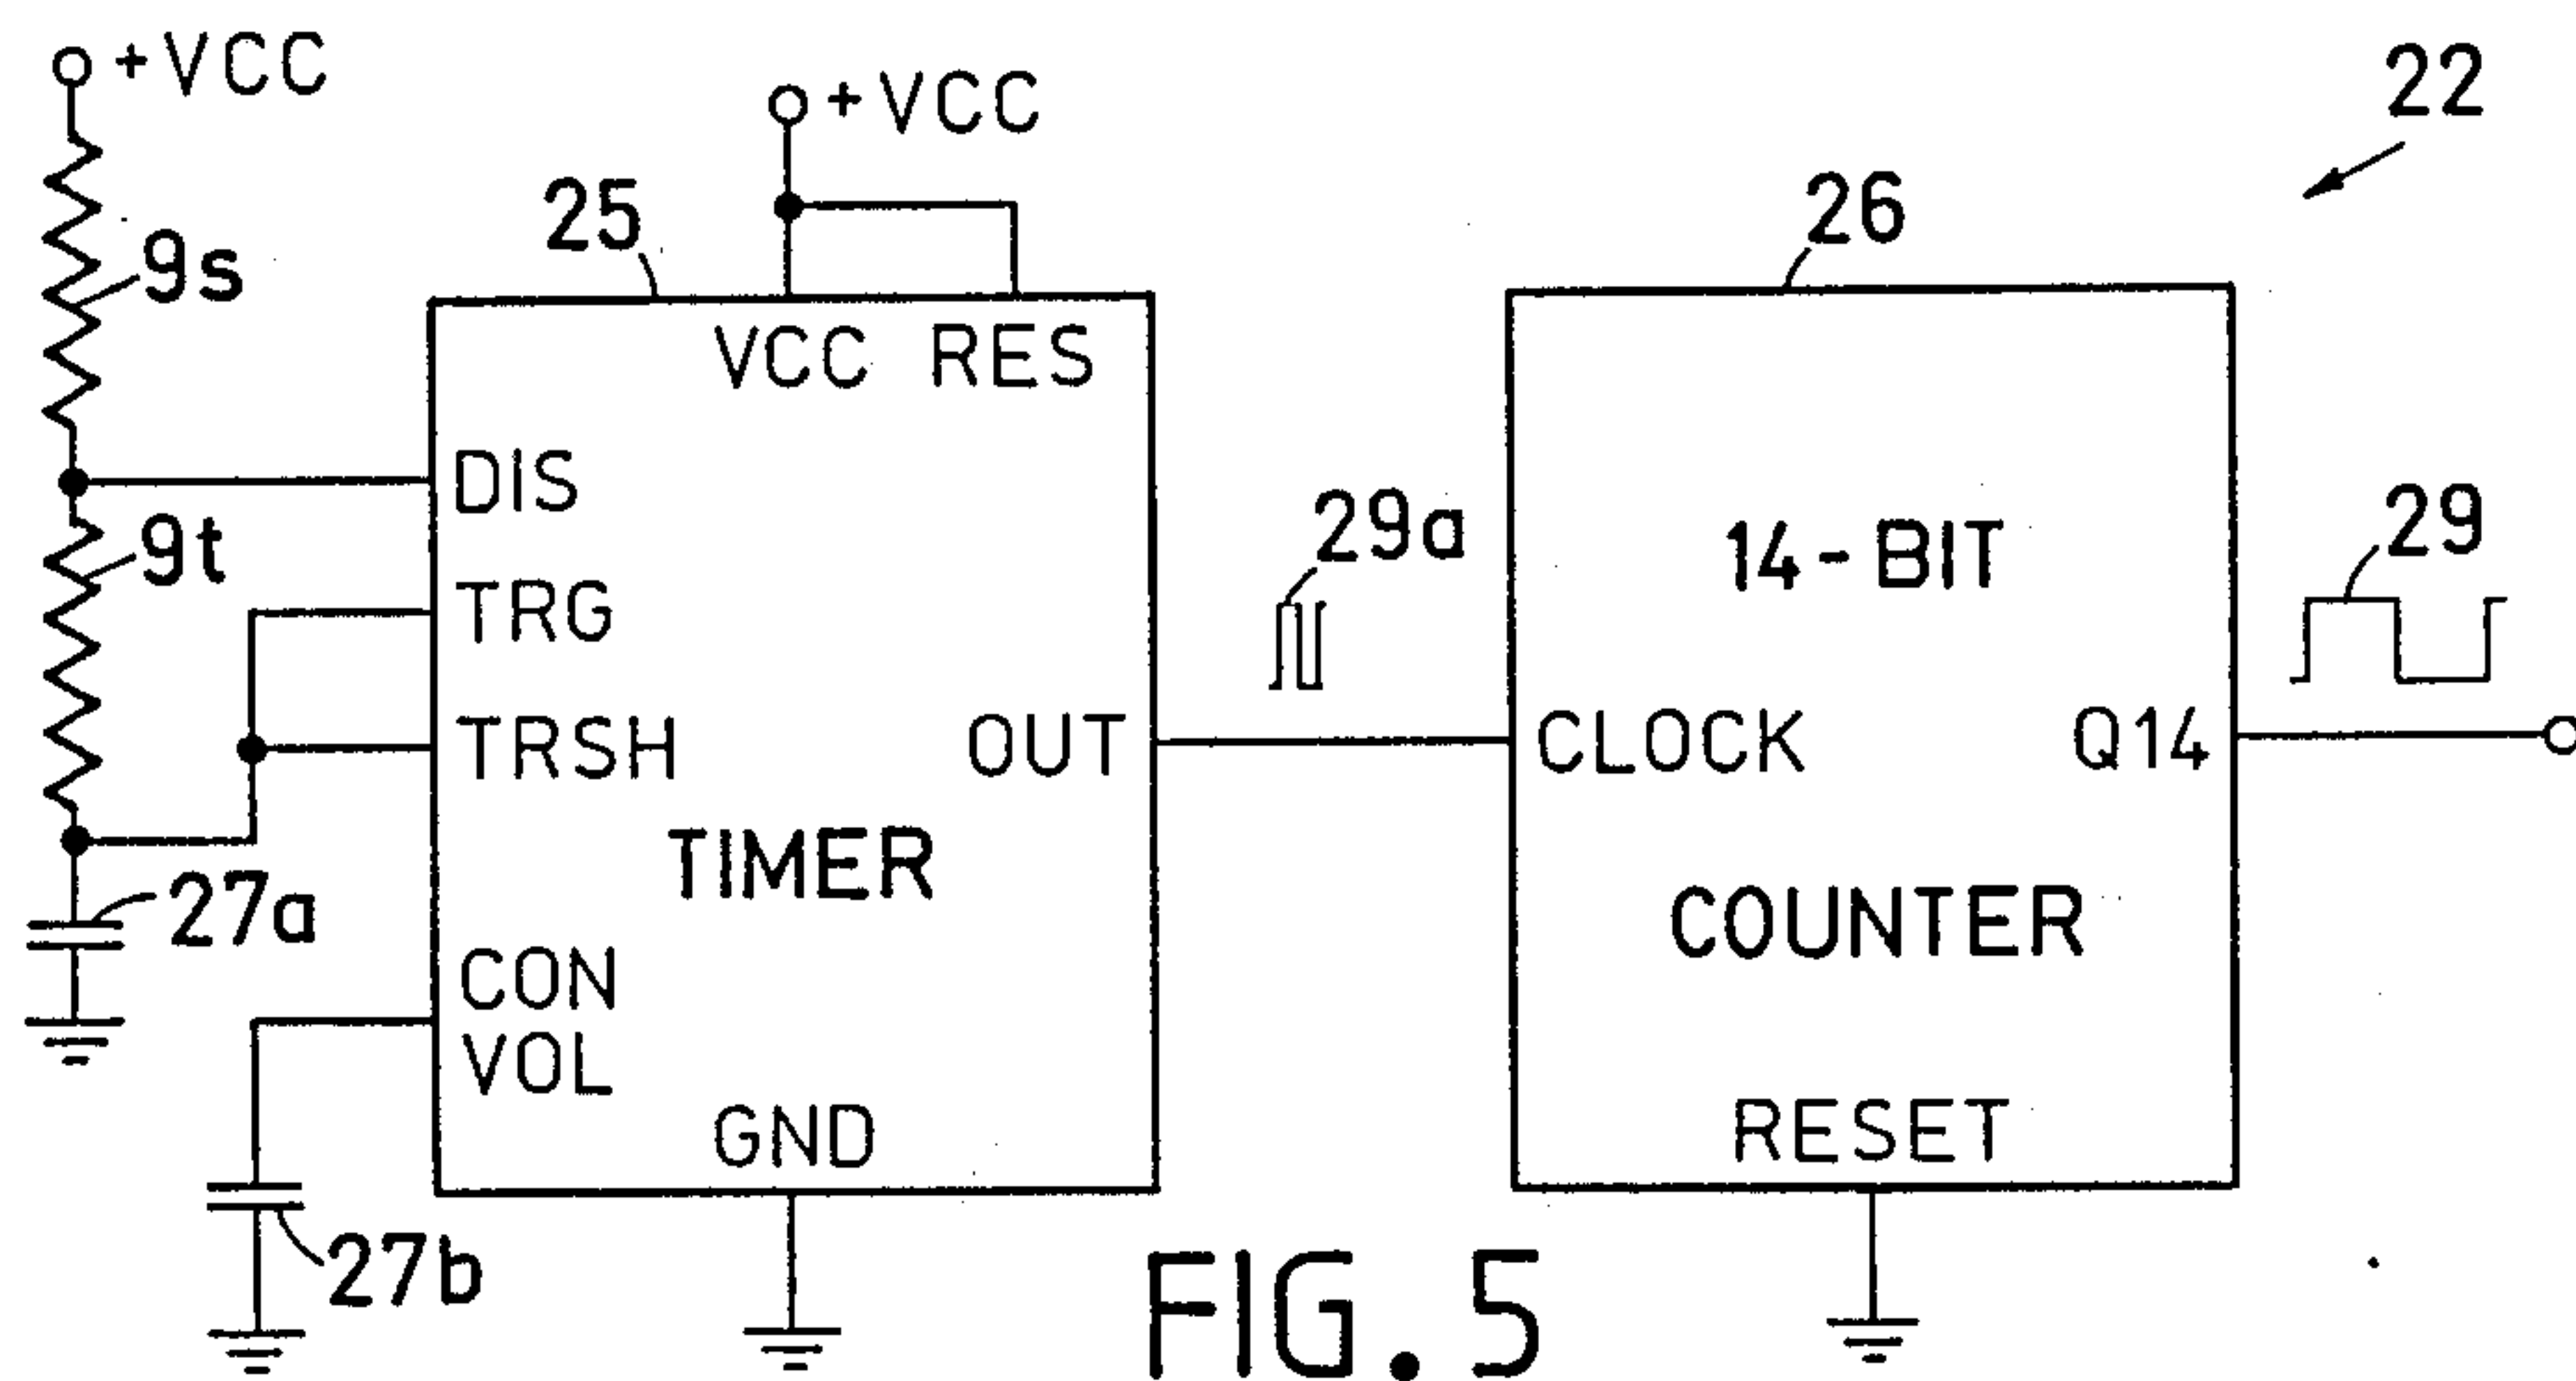 +VCC
+VCC
22
25
26
9s
VCC RES
DIS
29a
14-BIT
29
9t
TRG
TRSH
OUT
CLOCK
Q14
TIMER
27a
COUNTER
CON
VOL
GND
RESET
27b
FIG. 5